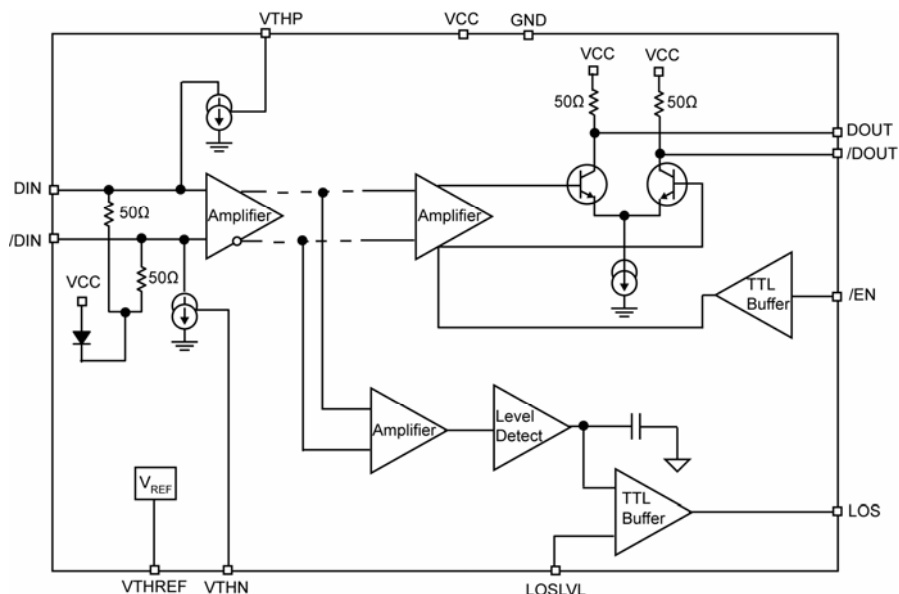 VTHP
VCC
GND
VCC
VCC
50Ω
50Ω
DOUT
/DOUT
DIN
50Ω
Amplifier
Amplifier
/DIN
50Ω
VCC
TTL
Buffer
/EN
Amplifier
Level
Detect
VREF
TTL
Buffer
LOS
VTHREF
VTHN
LOSLVL